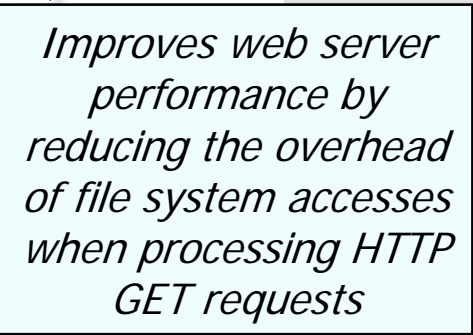 Improves web server
performance by
reducing the overhead
of file system accesses
when processing HTTP
GET requests